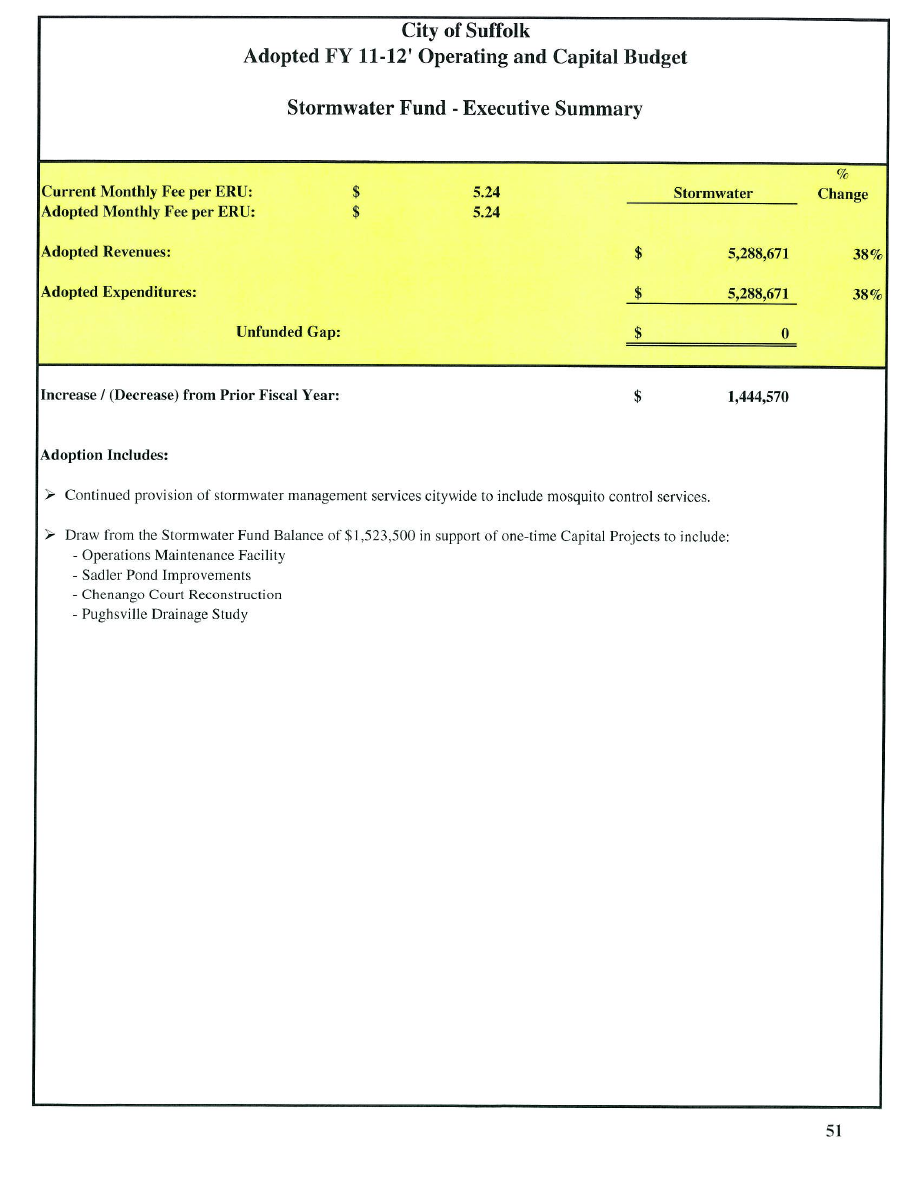 City of Suffolk
Adopted FY 11-12' Operating and Capital Budget
Stormwater Fund - Executive Summary
%
Current Monthly Fee per ERU: $ 5.24 Stormwater Change
Adopted Monthly Fee per ERU: $ 5.24
Adopted Revenues: $ 5,288,671 38%
Adopted Expenditures: $ 5,288,671 38%
Unfunded Gap: $ 0
Increase / (Decrease) from Prior Fiscal Year: $ 1,444,570
Adoption Includes:
➢ Continued provision of stormwater management services citywide to include mosquito control services.
➢ Draw from the Stormwater Fund Balance of $1,523,500 in support of one-time Capital Projects to include:
- Operations Maintenance Facility
- Sadler Pond Improvements
- Chenango Court Reconstruction
- Pughsville Drainage Study
51